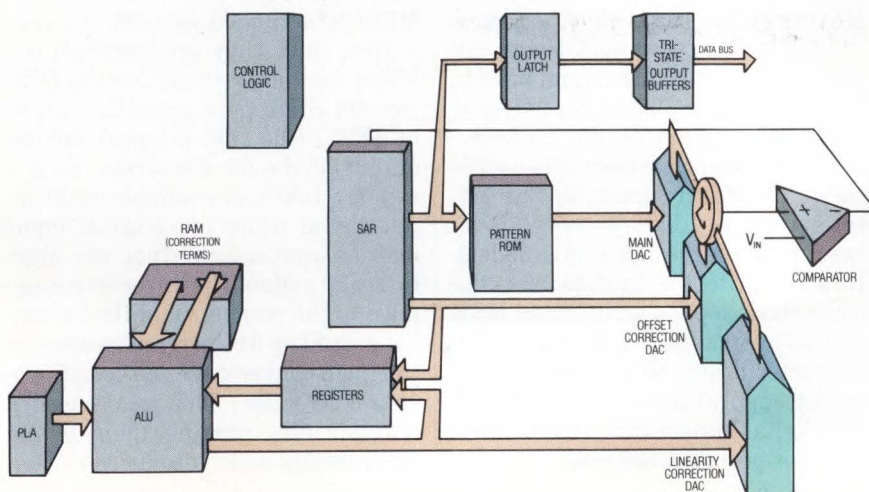 CONTROL
LOGIC
OUTPUT
LATCH
TRI-
STATE*
OUTPUT
BUFFERS
DATA BUS
SAR
PATTERN
ROM
MAIN
DAC
V_IN
COMPARATOR
RAM
(CORRECTION
TERMS)
OFFSET
CORRECTION
DAC
PLA
ALU
REGISTERS
LINEARITY
CORRECTION
DAC